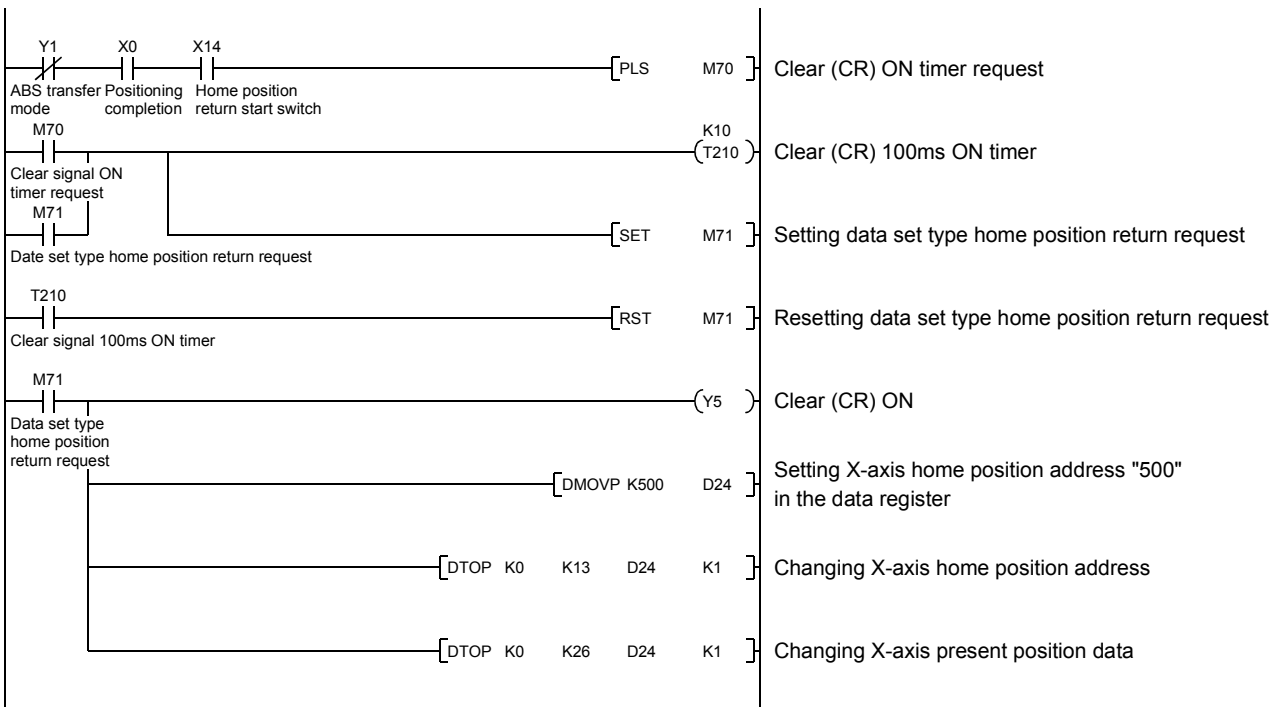 Y1 X0 X14
PLS M70 Clear (CR) ON timer request
ABS transfer Positioning Home position
mode completion return start switch
M70 K10
T210 Clear (CR) 100ms ON timer
Clear signal ON
timer request
M71
SET M71 Setting data set type home position return request
Date set type home position return request
T210
RST M71 Resetting data set type home position return request
Clear signal 100ms ON timer
M71
Y5 Clear (CR) ON
Data set type
home position
return request
DMOVP K500 D24 Setting X-axis home position address "500"
in the data register
DTOP K0 K13 D24 K1 Changing X-axis home position address
DTOP K0 K26 D24 K1 Changing X-axis present position data